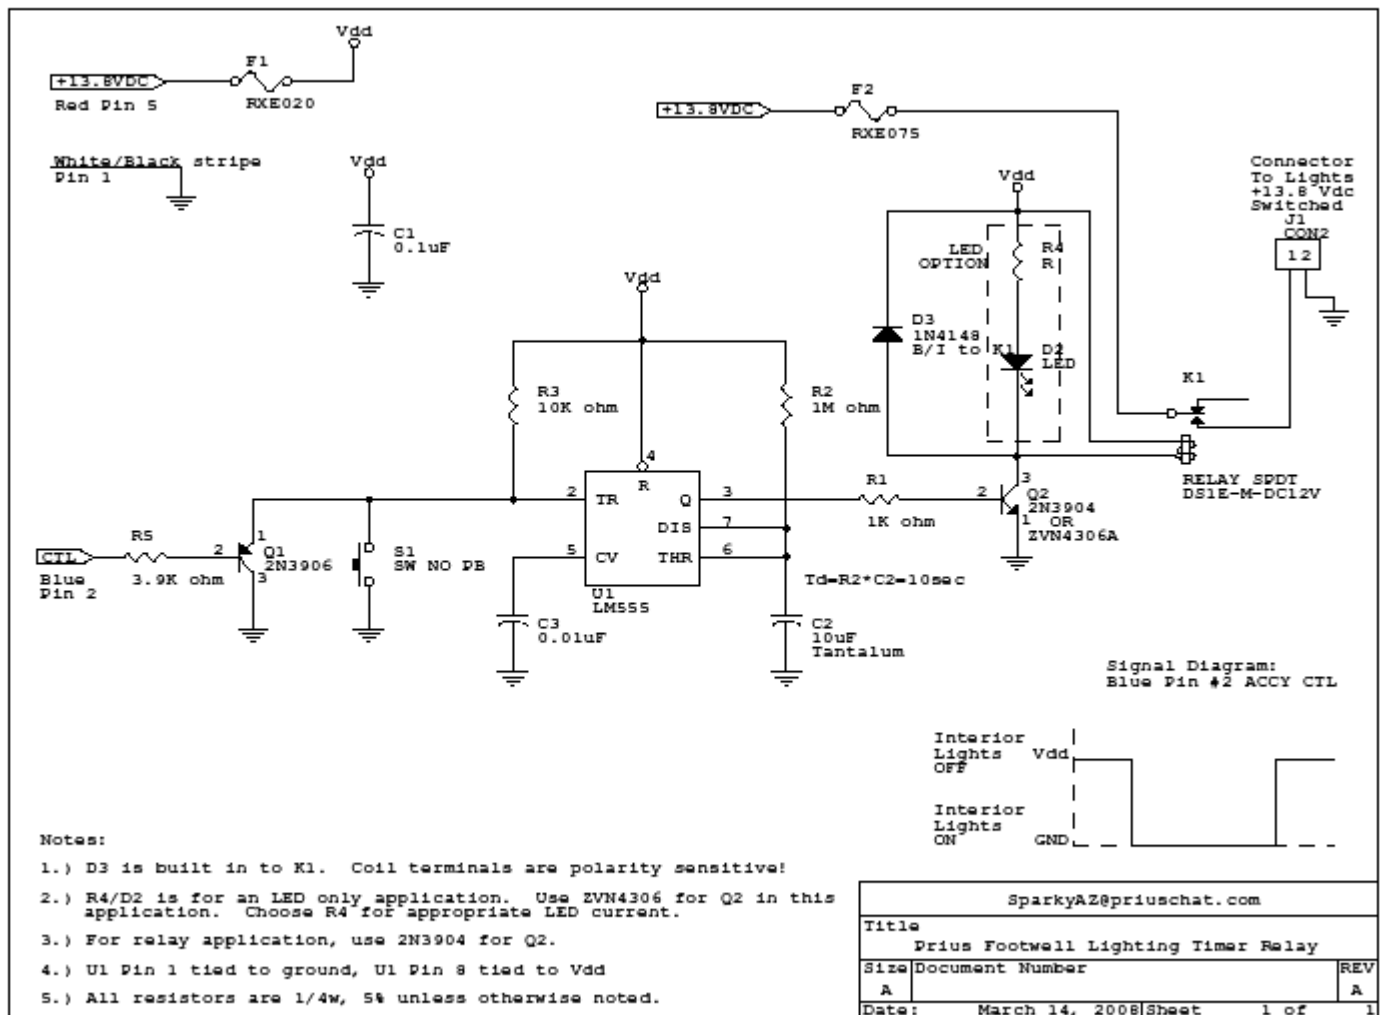 Vdd
F1
+13.8VDC
RXE020
Red Pin 5
F2
+13.8VDC
RXE075
White/Black stripe
Pin 1
Vdd
C1
0.1uF
Connector
To Lights
+13.8 Vdc
Switched
J1
CON2
1 2
Vdd
LED
OPTION
R4
R
Vdd
D3
1N4148
B/I to K1
D2
LED
K1
R3
10K ohm
R2
1M ohm
4
R
2
TR
Q
3
DIS
7
5
CV
THR
6
U1
LM555
R1
1K ohm
2
3
Q2
2N3904
1 OR
ZVN4306A
RELAY SPDT
DS1E-M-DC12V
CTL
Blue
Pin 2
R5
3.9K ohm
2
1
Q1
2N3906
3
S1
SW NO PB
C3
0.01uF
Td=R2*C2=10sec
C2
10uF
Tantalum
Signal Diagram:
Blue Pin #2 ACCY CTL
Interior
Lights Vdd
OFF
Interior
Lights
ON GND
Notes:
1.) D3 is built in to K1. Coil terminals are polarity sensitive!
2.) R4/D2 is for an LED only application. Use ZVN4306 for Q2 in this
application. Choose R4 for appropriate LED current.
3.) For relay application, use 2N3904 for Q2.
4.) U1 Pin 1 tied to ground, U1 Pin 8 tied to Vdd
5.) All resistors are 1/4w, 5% unless otherwise noted.
SparkyAZ@priuschat.com
Title
Prius Footwell Lighting Timer Relay
Size Document Number REV
A A
Date: March 14, 2008 Sheet 1 of 1